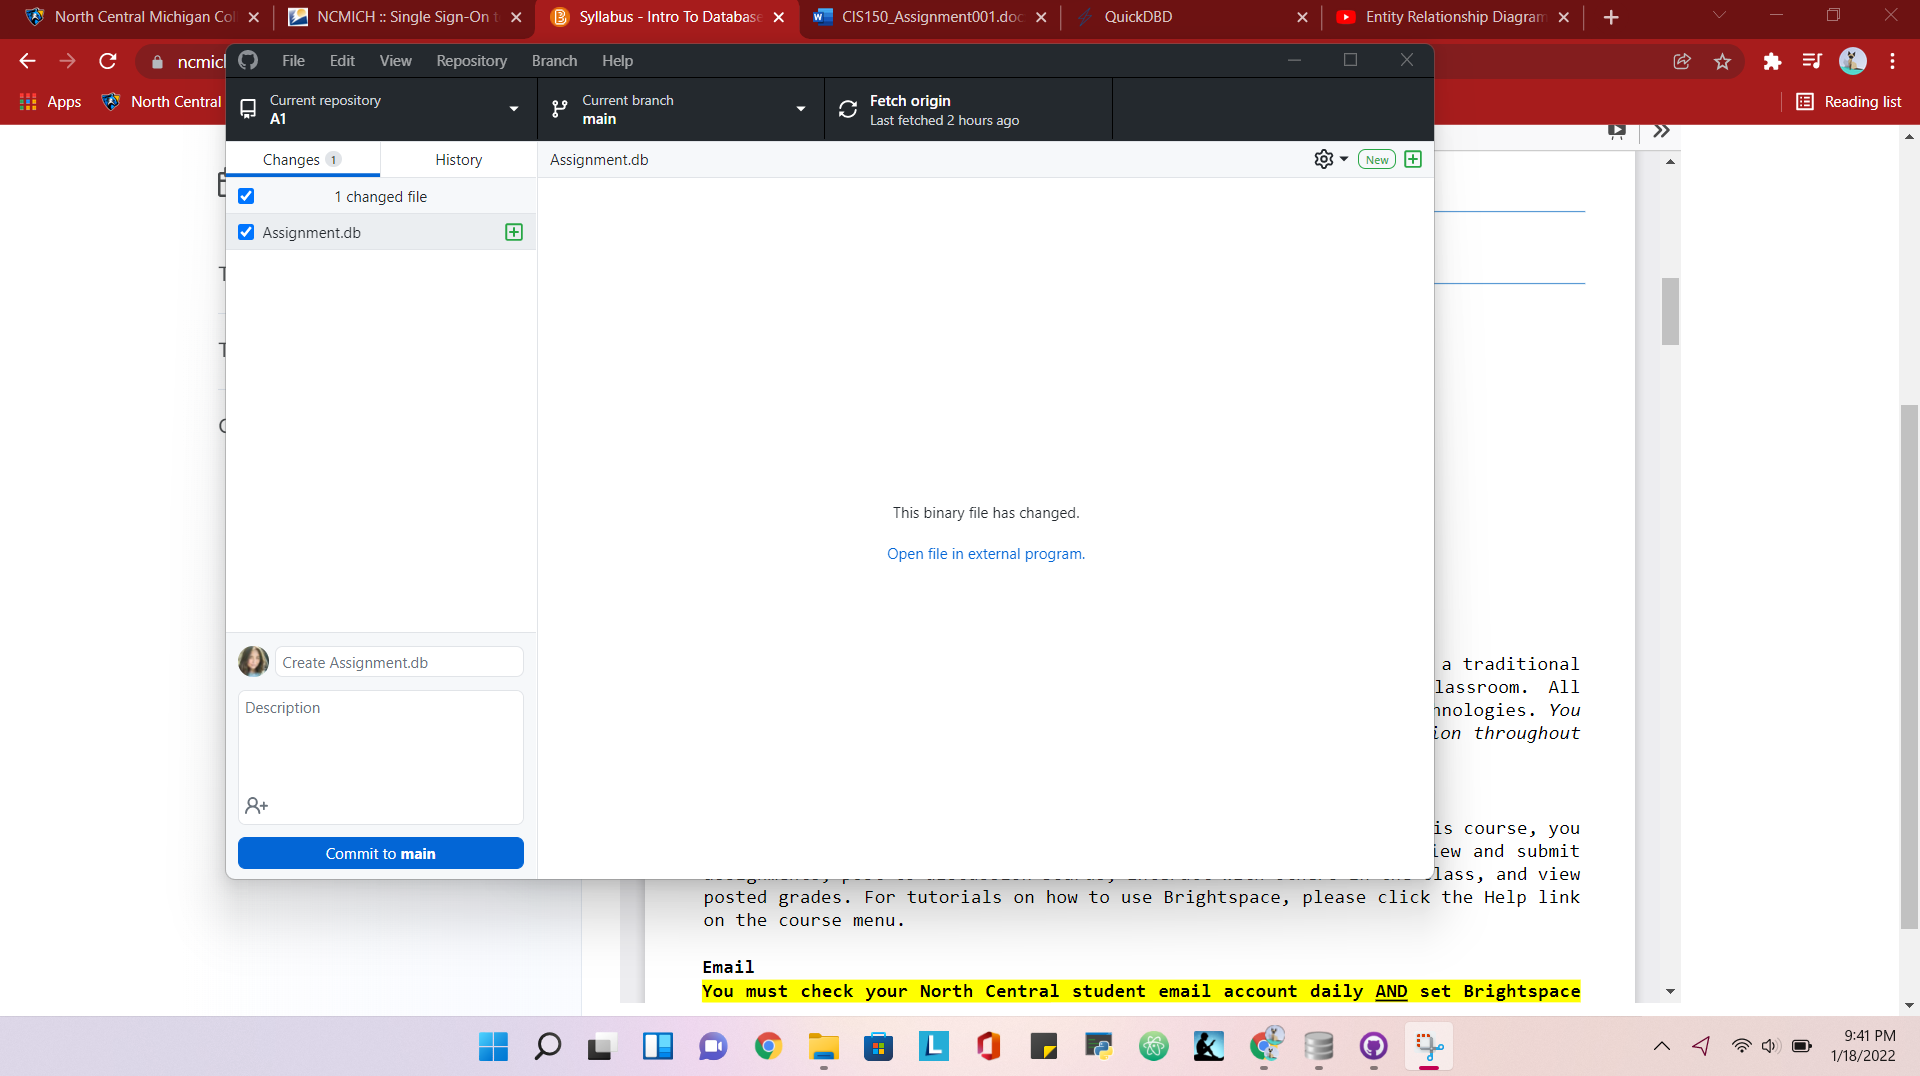 North Central Michigan Col
NCMICH :: Single Sign-On t
Syllabus - Intro To Database
CIS150_Assignment001.doc
QuickDBD
Entity Relationship Diagram
ncmic
File Edit View Repository Branch Help
Apps
North Central
Reading list
Current repository
A1
Current branch
main
Fetch origin
Last fetched 2 hours ago
Changes 1
History
Assignment.db
New
1 changed file
Assignment.db
This binary file has changed.
Open file in external program.
Create Assignment.db
Description
Commit to main
a traditional
lassroom. All
nologies. You
ion throughout
is course, you
iew and submit
class, and view
posted grades. For tutorials on how to use Brightspace, please click the Help link
on the course menu.
Email
You must check your North Central student email account daily AND set Brightspace
9:41 PM
1/18/2022